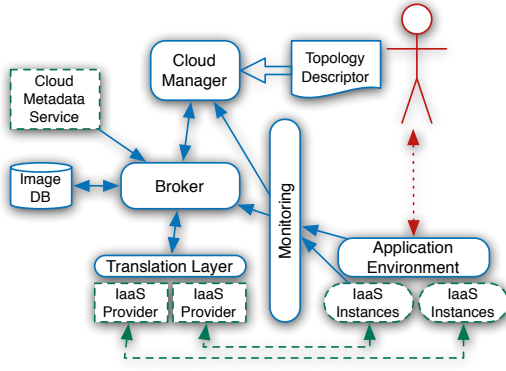 Cloud
Manager
Topology
Descriptor
Cloud
Metadata
Service
Image
DB
Broker
Monitoring
Translation Layer
Application
Environment
IaaS
Provider
IaaS
Provider
IaaS
Instances
IaaS
Instances